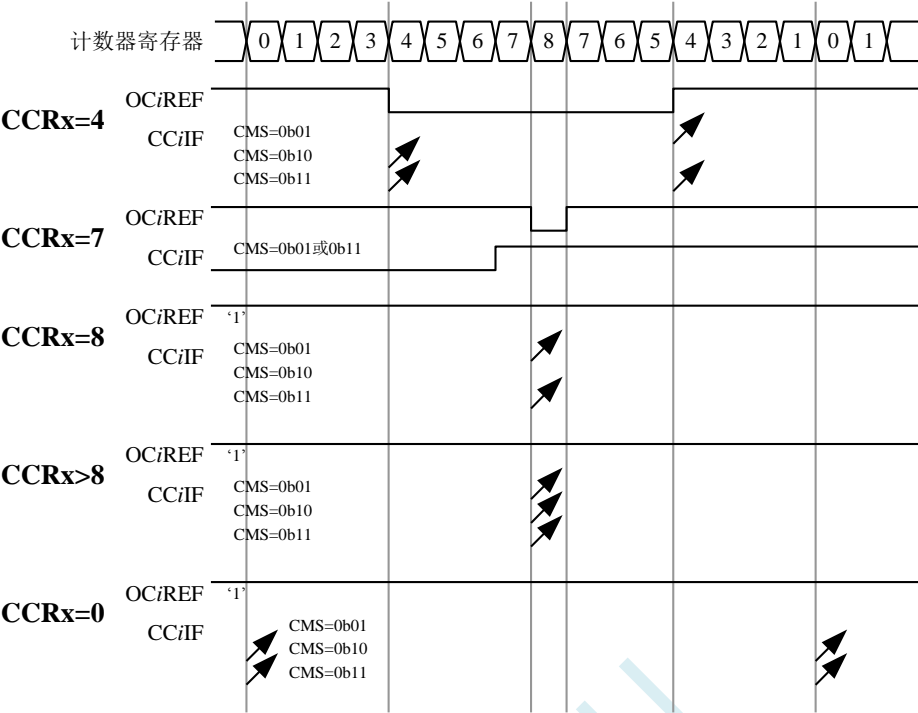 计数器寄存器 0 1 2 3 4 5 6 7 8 7 6 5 4 3 2 1 0 1
CCRx=4 OCiREF
CCiIF CMS=0b01
CMS=0b10
CMS=0b11
CCRx=7 OCiREF
CCiIF CMS=0b01或0b11
CCRx=8 OCiREF ‘1’
CCiIF CMS=0b01
CMS=0b10
CMS=0b11
CCRx>8 OCiREF ‘1’
CCiIF CMS=0b01
CMS=0b10
CMS=0b11
CCRx=0 OCiREF ‘1’
CCiIF CMS=0b01
CMS=0b10
CMS=0b11